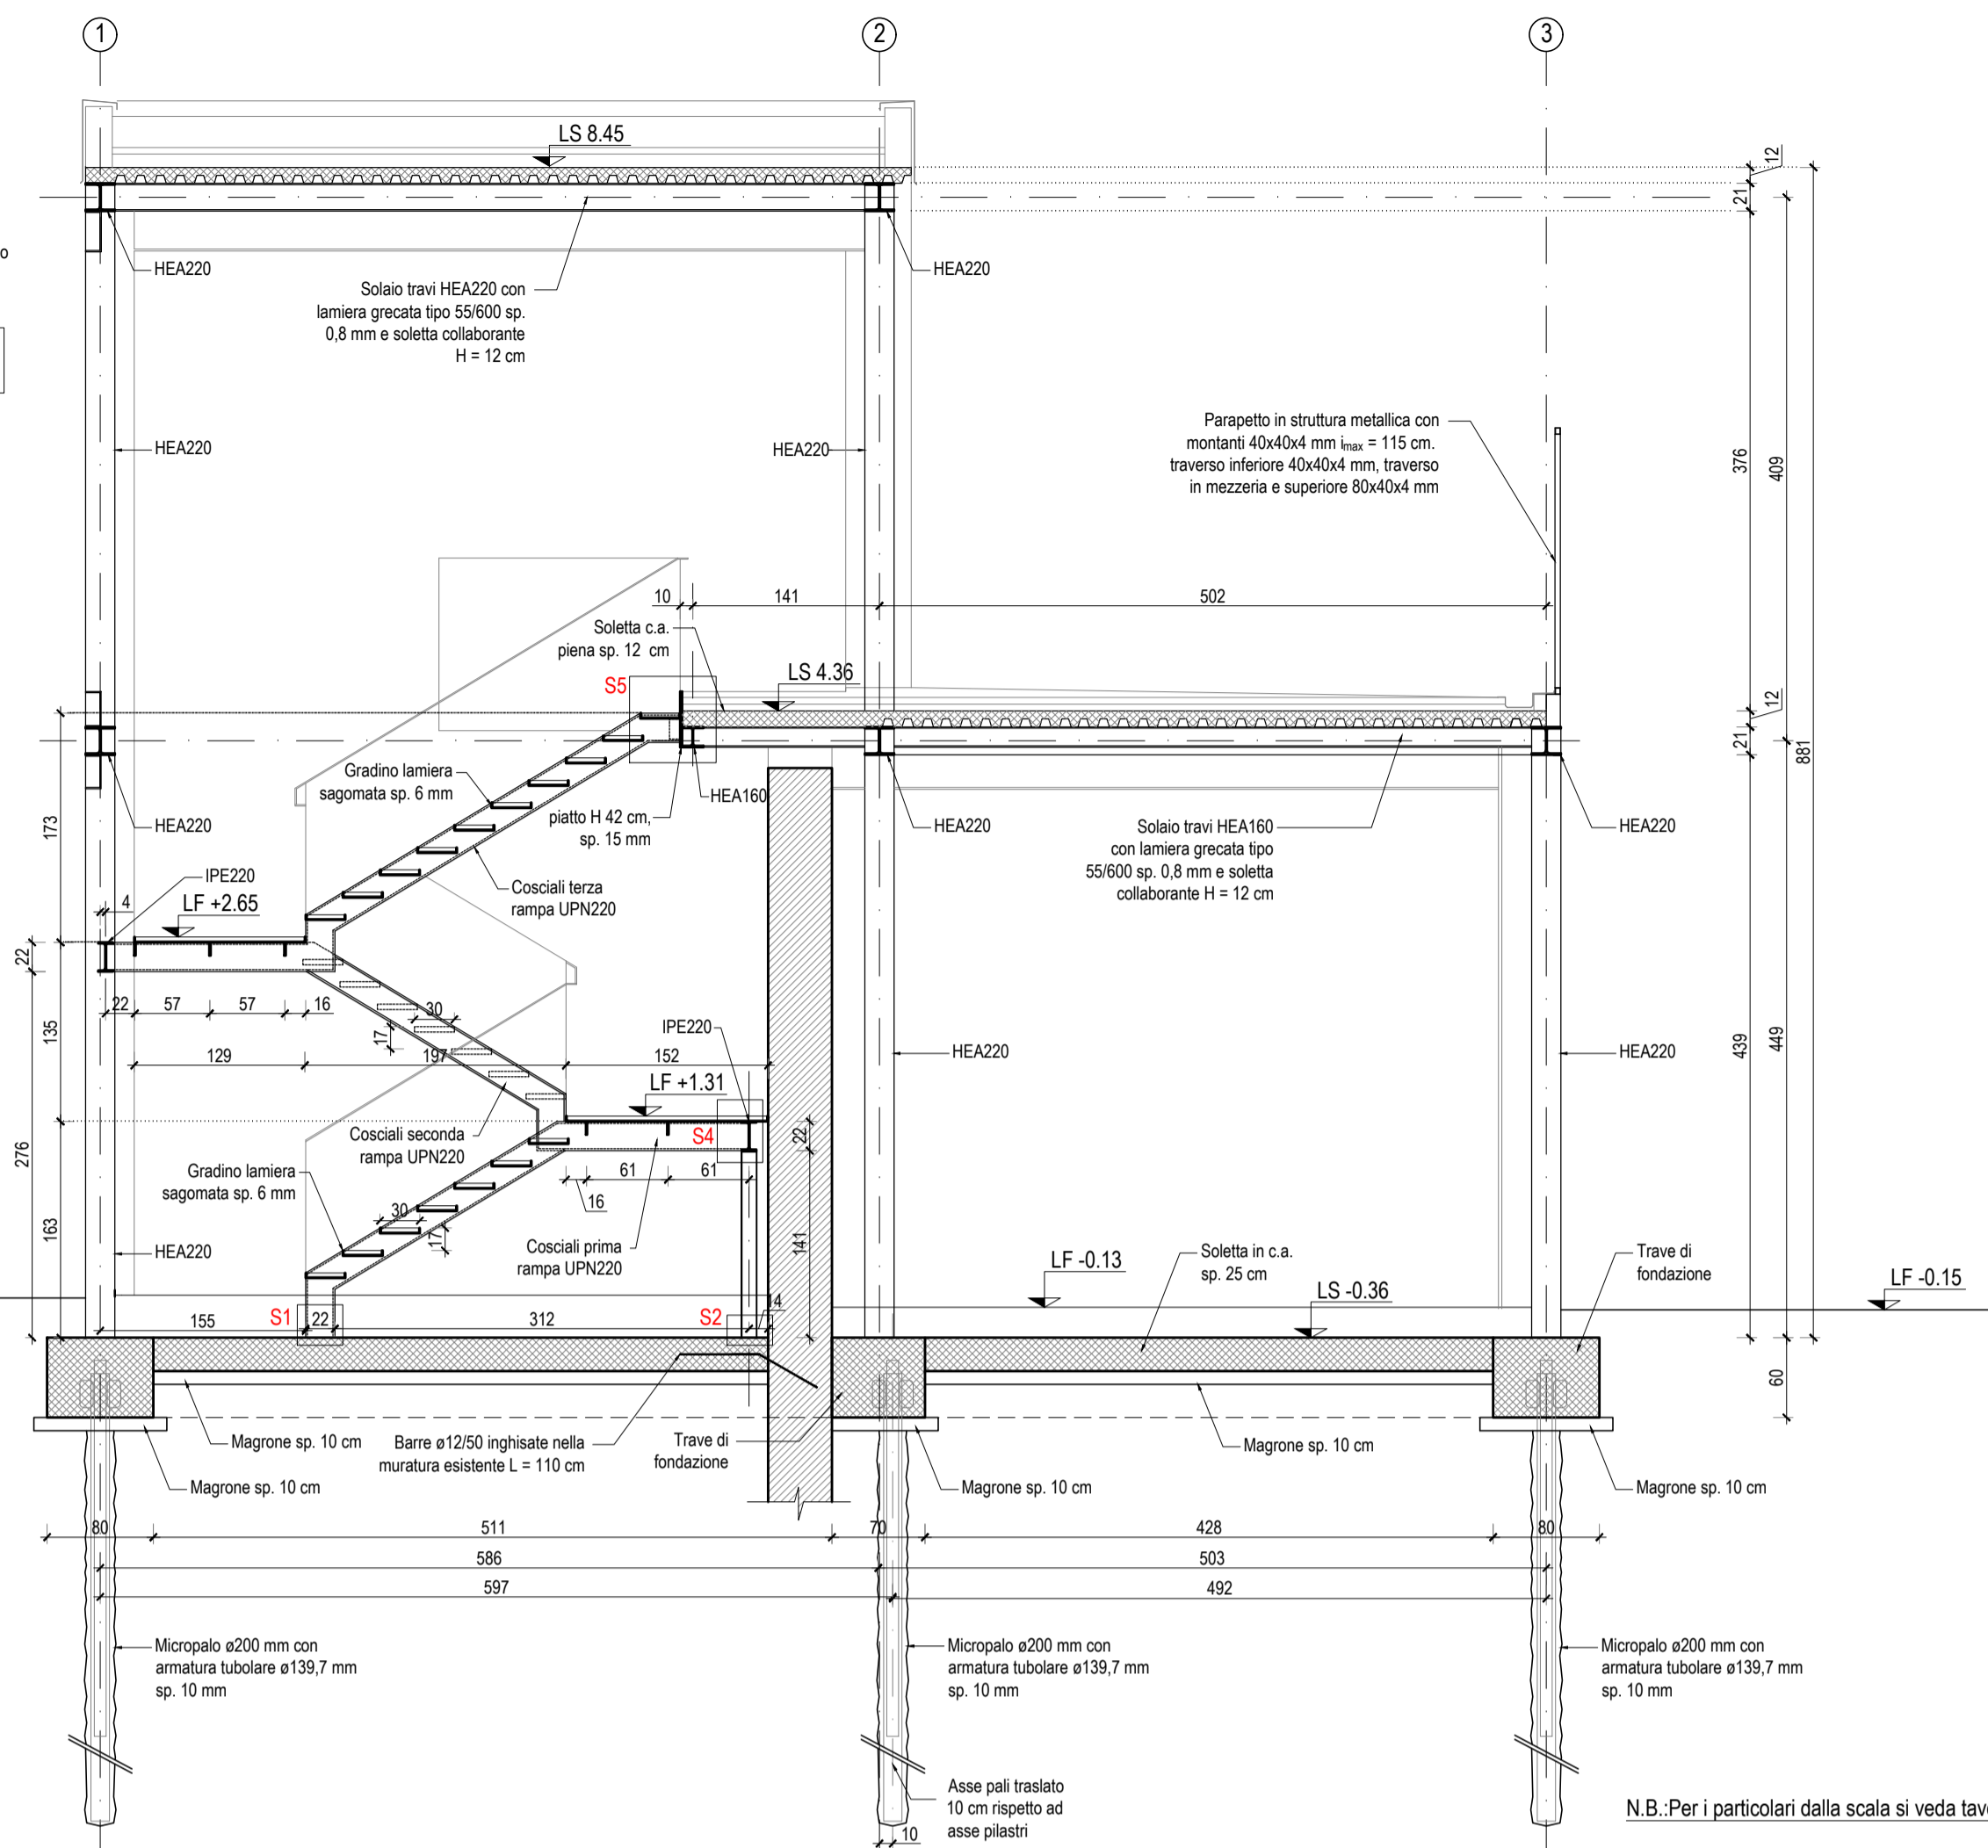 1
2
3
LS 8.45
12
21
o
HEA220
HEA220
Solaio travi HEA220 con
lamiera grecata tipo 55/600 sp.
0,8 mm e soletta collaborante
H = 12 cm
HEA220
HEA220
Parapetto in struttura metallica con
montanti 40x40x4 mm imax = 115 cm.
traverso inferiore 40x40x4 mm, traverso
in mezzeria e superiore 80x40x4 mm
376
409
10
141
502
Soletta c.a.
piena sp. 12 cm
LS 4.36
S5
12
21
881
Gradino lamiera
sagomata sp. 6 mm
HEA160
piatto H 42 cm,
sp. 15 mm
173
HEA220
HEA220
Solaio travi HEA160
con lamiera grecata tipo
55/600 sp. 0,8 mm e soletta
collaborante H = 12 cm
HEA220
IPE220
4
LF +2.65
Cosciali terza
rampa UPN220
22
22
57
57
16
30
17
135
IPE220
129
197
152
HEA220
HEA220
439
449
LF +1.31
276
Cosciali seconda
rampa UPN220
S4
22
Gradino lamiera
sagomata sp. 6 mm
61
61
16
30
17
163
HEA220
Cosciali prima
rampa UPN220
141
LF -0.13
Soletta in c.a.
sp. 25 cm
Trave di
fondazione
LS -0.36
LF -0.15
155
S1
22
312
S2
14
60
Magrone sp. 10 cm
Barre ø12/50 inghisate nella
muratura esistente L = 110 cm
Trave di
fondazione
Magrone sp. 10 cm
Magrone sp. 10 cm
Magrone sp. 10 cm
Magrone sp. 10 cm
80
511
70
428
80
586
503
597
492
Micropalo ø200 mm con
armatura tubolare ø139,7 mm
sp. 10 mm
Micropalo ø200 mm con
armatura tubolare ø139,7 mm
sp. 10 mm
Micropalo ø200 mm con
armatura tubolare ø139,7 mm
sp. 10 mm
Asse pali traslato
10 cm rispetto ad
asse pilastri
10
N.B.:Per i particolari dalla scala si veda tav